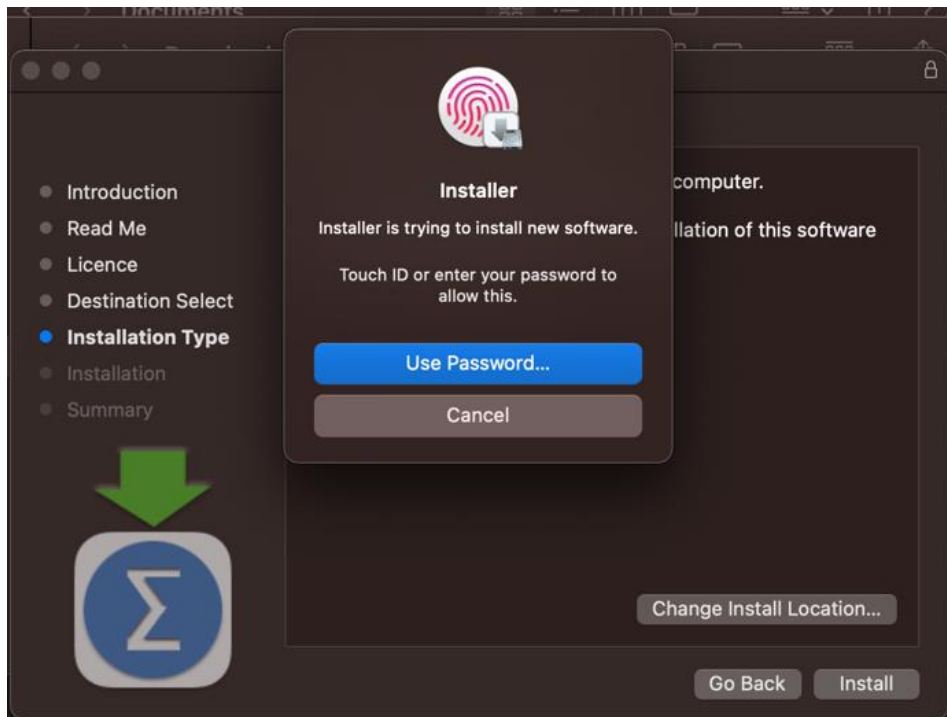 Documents
Installer
Installer is trying to install new software.
Touch ID or enter your password to
allow this.
Use Password...
Cancel
computer.
llation of this software
Introduction
Read Me
Licence
Destination Select
Installation Type
Installation
Summary
Σ
Change Install Location...
Go Back
Install